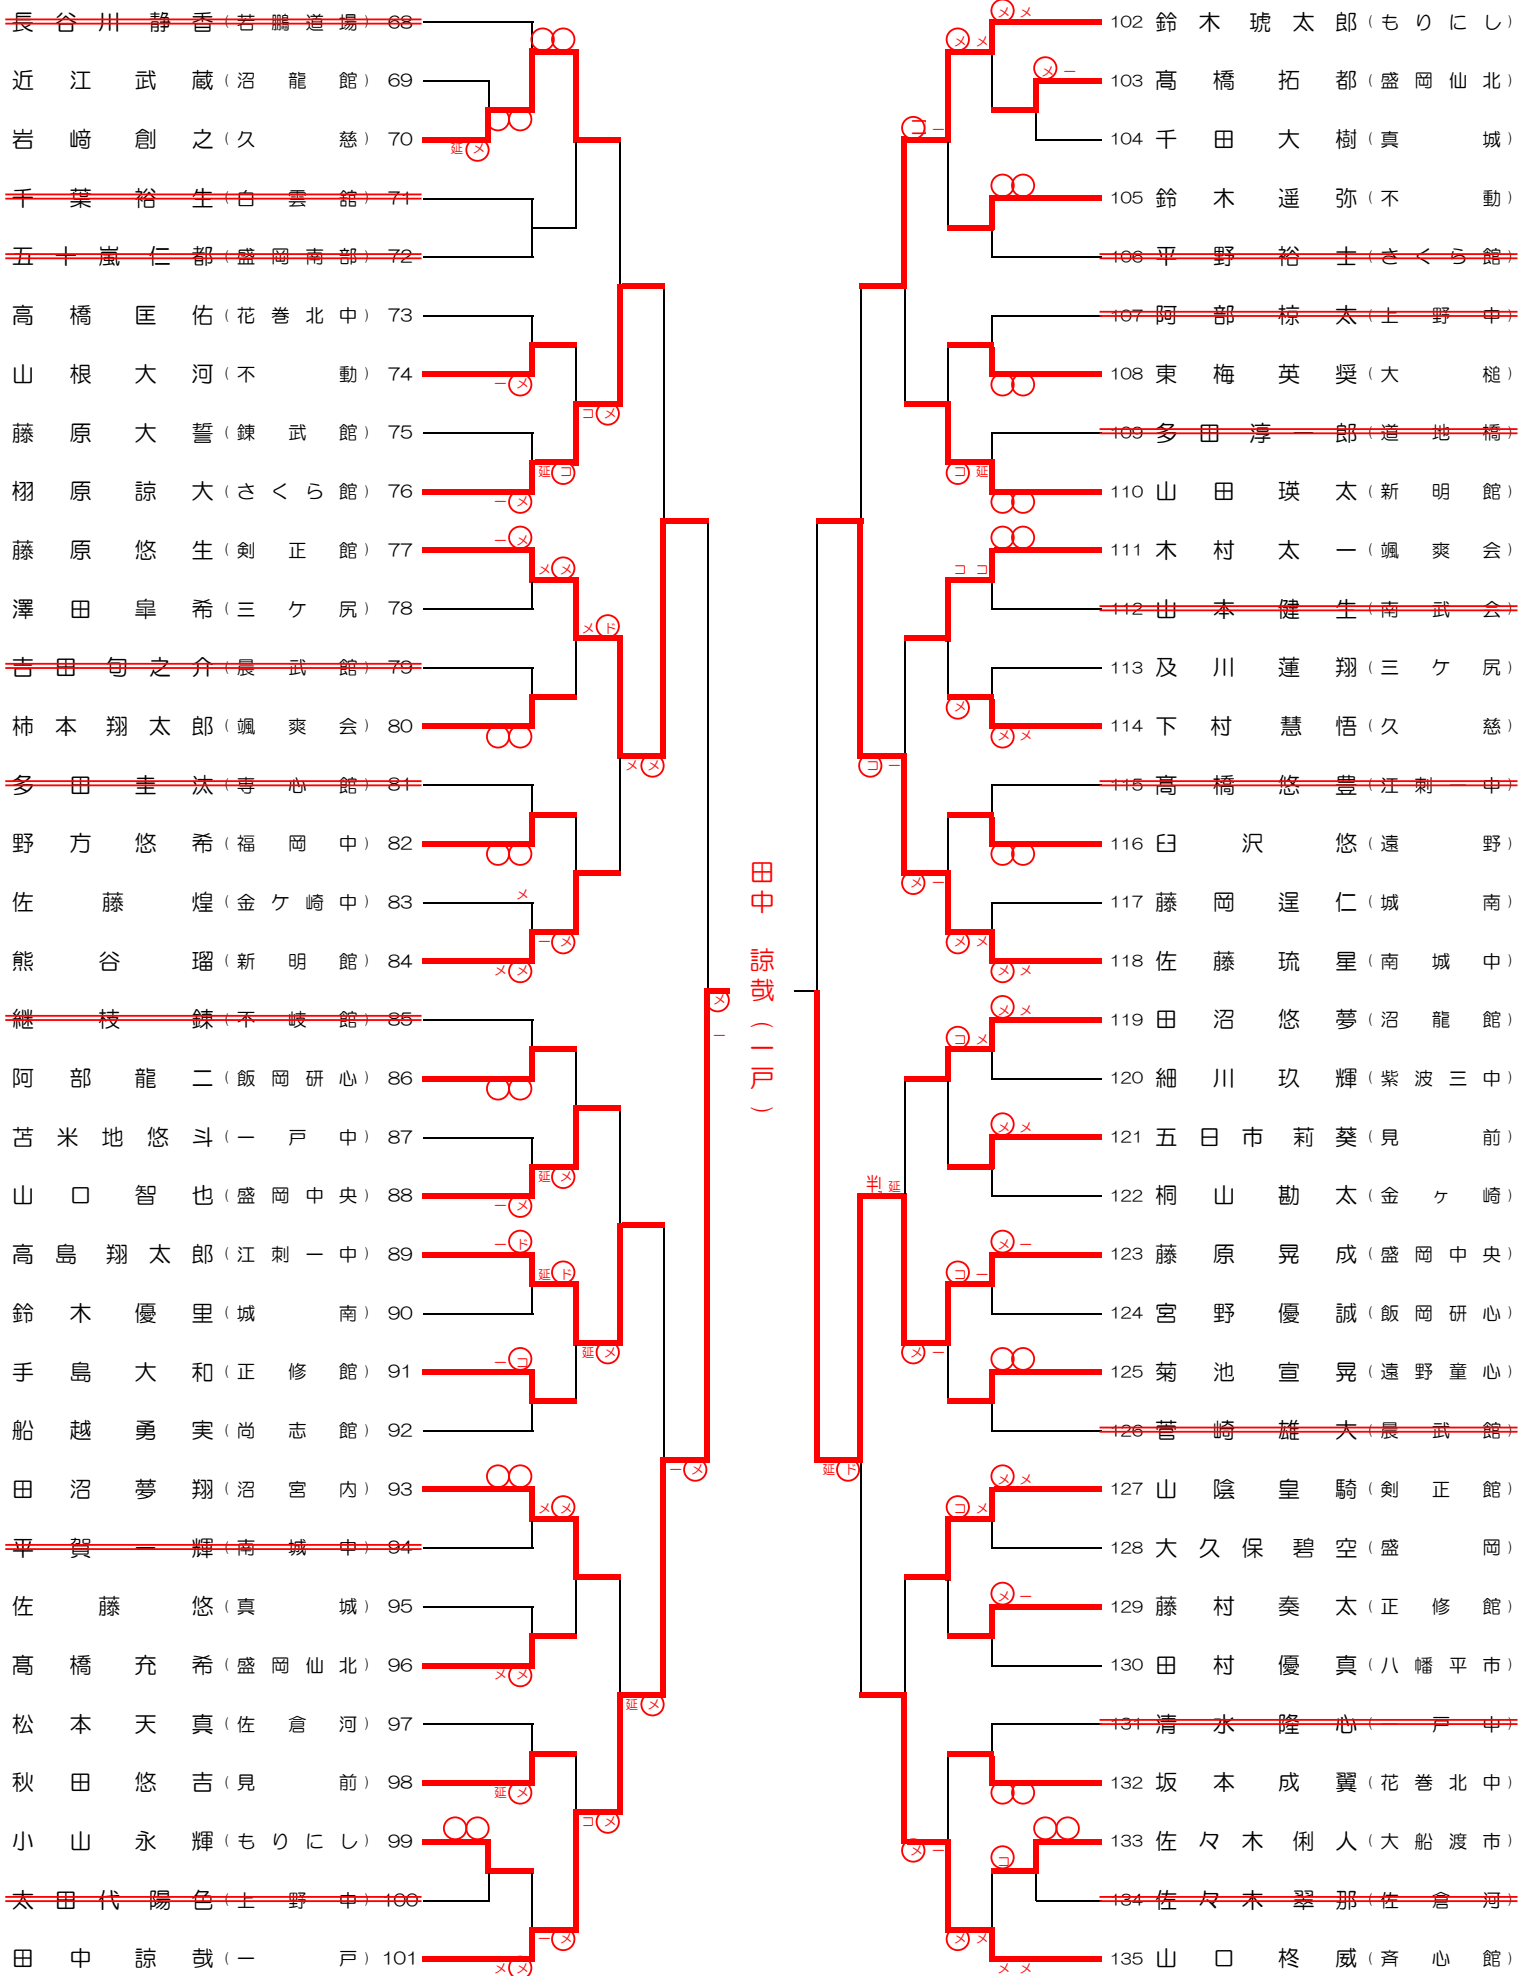 長谷川静香（若鵬道場）68
近江武蔵（沼龍館）69
岩﨑創之（久慈）70
千葉裕生（白雲館）71
五十嵐仁都（盛岡南部）72
高橋匡佑（花巻北中）73
山根大河（不動）74
藤原大誓（錬武館）75
栩原諒大（さくら館）76
藤原悠生（剣正館）77
澤田皐希（三ケ尻）78
吉田旬之介（晨武館）79
柿本翔太郎（颯爽会）80
多田圭汰（専心館）81
野方悠希（福岡中）82
佐藤煌（金ケ崎中）83
熊谷瑠（新明館）84
継枝錬（不岐館）85
阿部龍二（飯岡研心）86
苫米地悠斗（一戸中）87
山口智也（盛岡中央）88
高島翔太郎（江刺一中）89
鈴木優里（城南）90
手島大和（正修館）91
船越勇実（尚志館）92
田沼夢翔（沼宮内）93
平賀一輝（南城中）94
佐藤悠（真城）95
髙橋充希（盛岡仙北）96
松本天真（佐倉河）97
秋田悠吉（見前）98
小山永輝（もりにし）99
太田代陽色（上野中）100
田中諒哉（一戸）101
田中諒哉（一戸）
102 鈴木琥太郎（もりにし）
103 髙橋拓都（盛岡仙北）
104 千田大樹（真城）
105 鈴木遥弥（不動）
106 平野裕士（さくら館）
107 阿部椋太（上野中）
108 東梅英奨（大槌）
109 多田淳一郎（道地橋）
110 山田瑛太（新明館）
111 木村太一（颯爽会）
112 山本健生（南武会）
113 及川蓮翔（三ケ尻）
114 下村慧悟（久慈）
115 髙橋悠豊（江刺一中）
116 臼沢悠（遠野）
117 藤岡逞仁（城南）
118 佐藤琉星（南城中）
119 田沼悠夢（沼龍館）
120 細川玖輝（紫波三中）
121 五日市莉葵（見前）
122 桐山勘太（金ヶ崎）
123 藤原晃成（盛岡中央）
124 宮野優誠（飯岡研心）
125 菊池宣晃（遠野童心）
126 菅崎雄大（晨武館）
127 山陰皇騎（剣正館）
128 大久保碧空（盛岡）
129 藤村奏太（正修館）
130 田村優真（八幡平市）
131 清水隆心（一戸中）
132 坂本成翼（花巻北中）
133 佐々木俐人（大船渡市）
134 佐々木翠那（佐倉河）
135 山口柊威（斉心館）